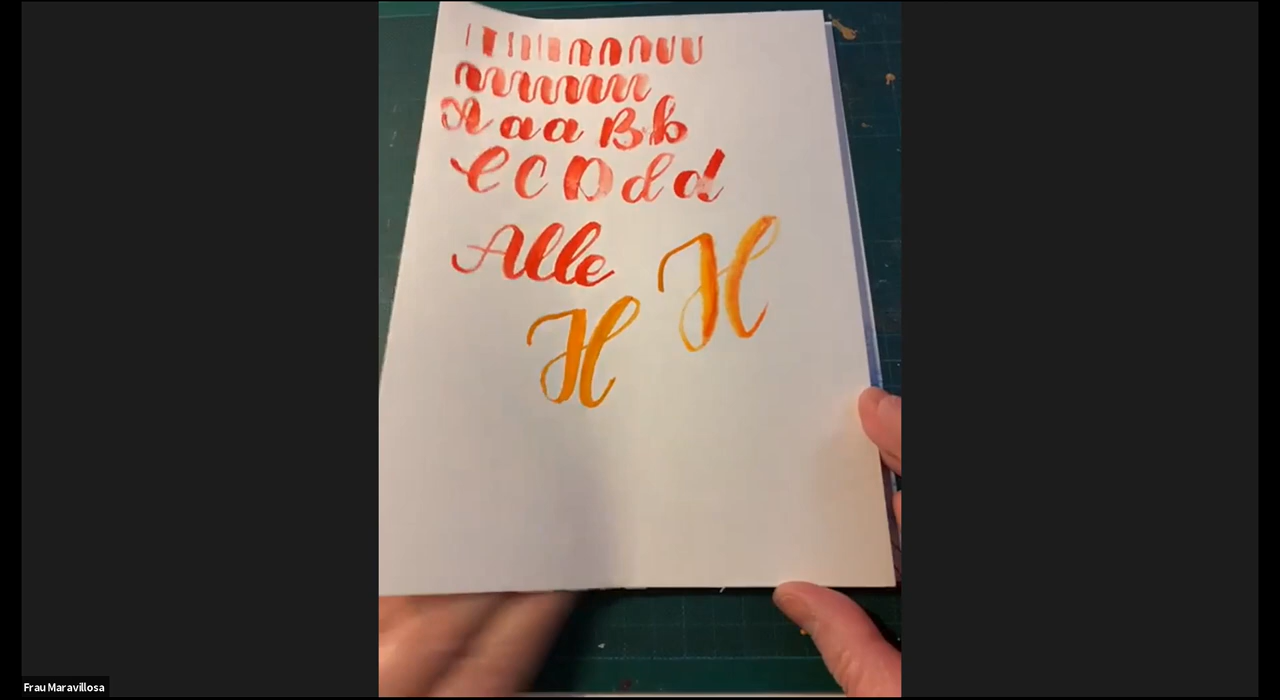 A a a B b
C C D d d
Alle H
H
Frau Maravillosa